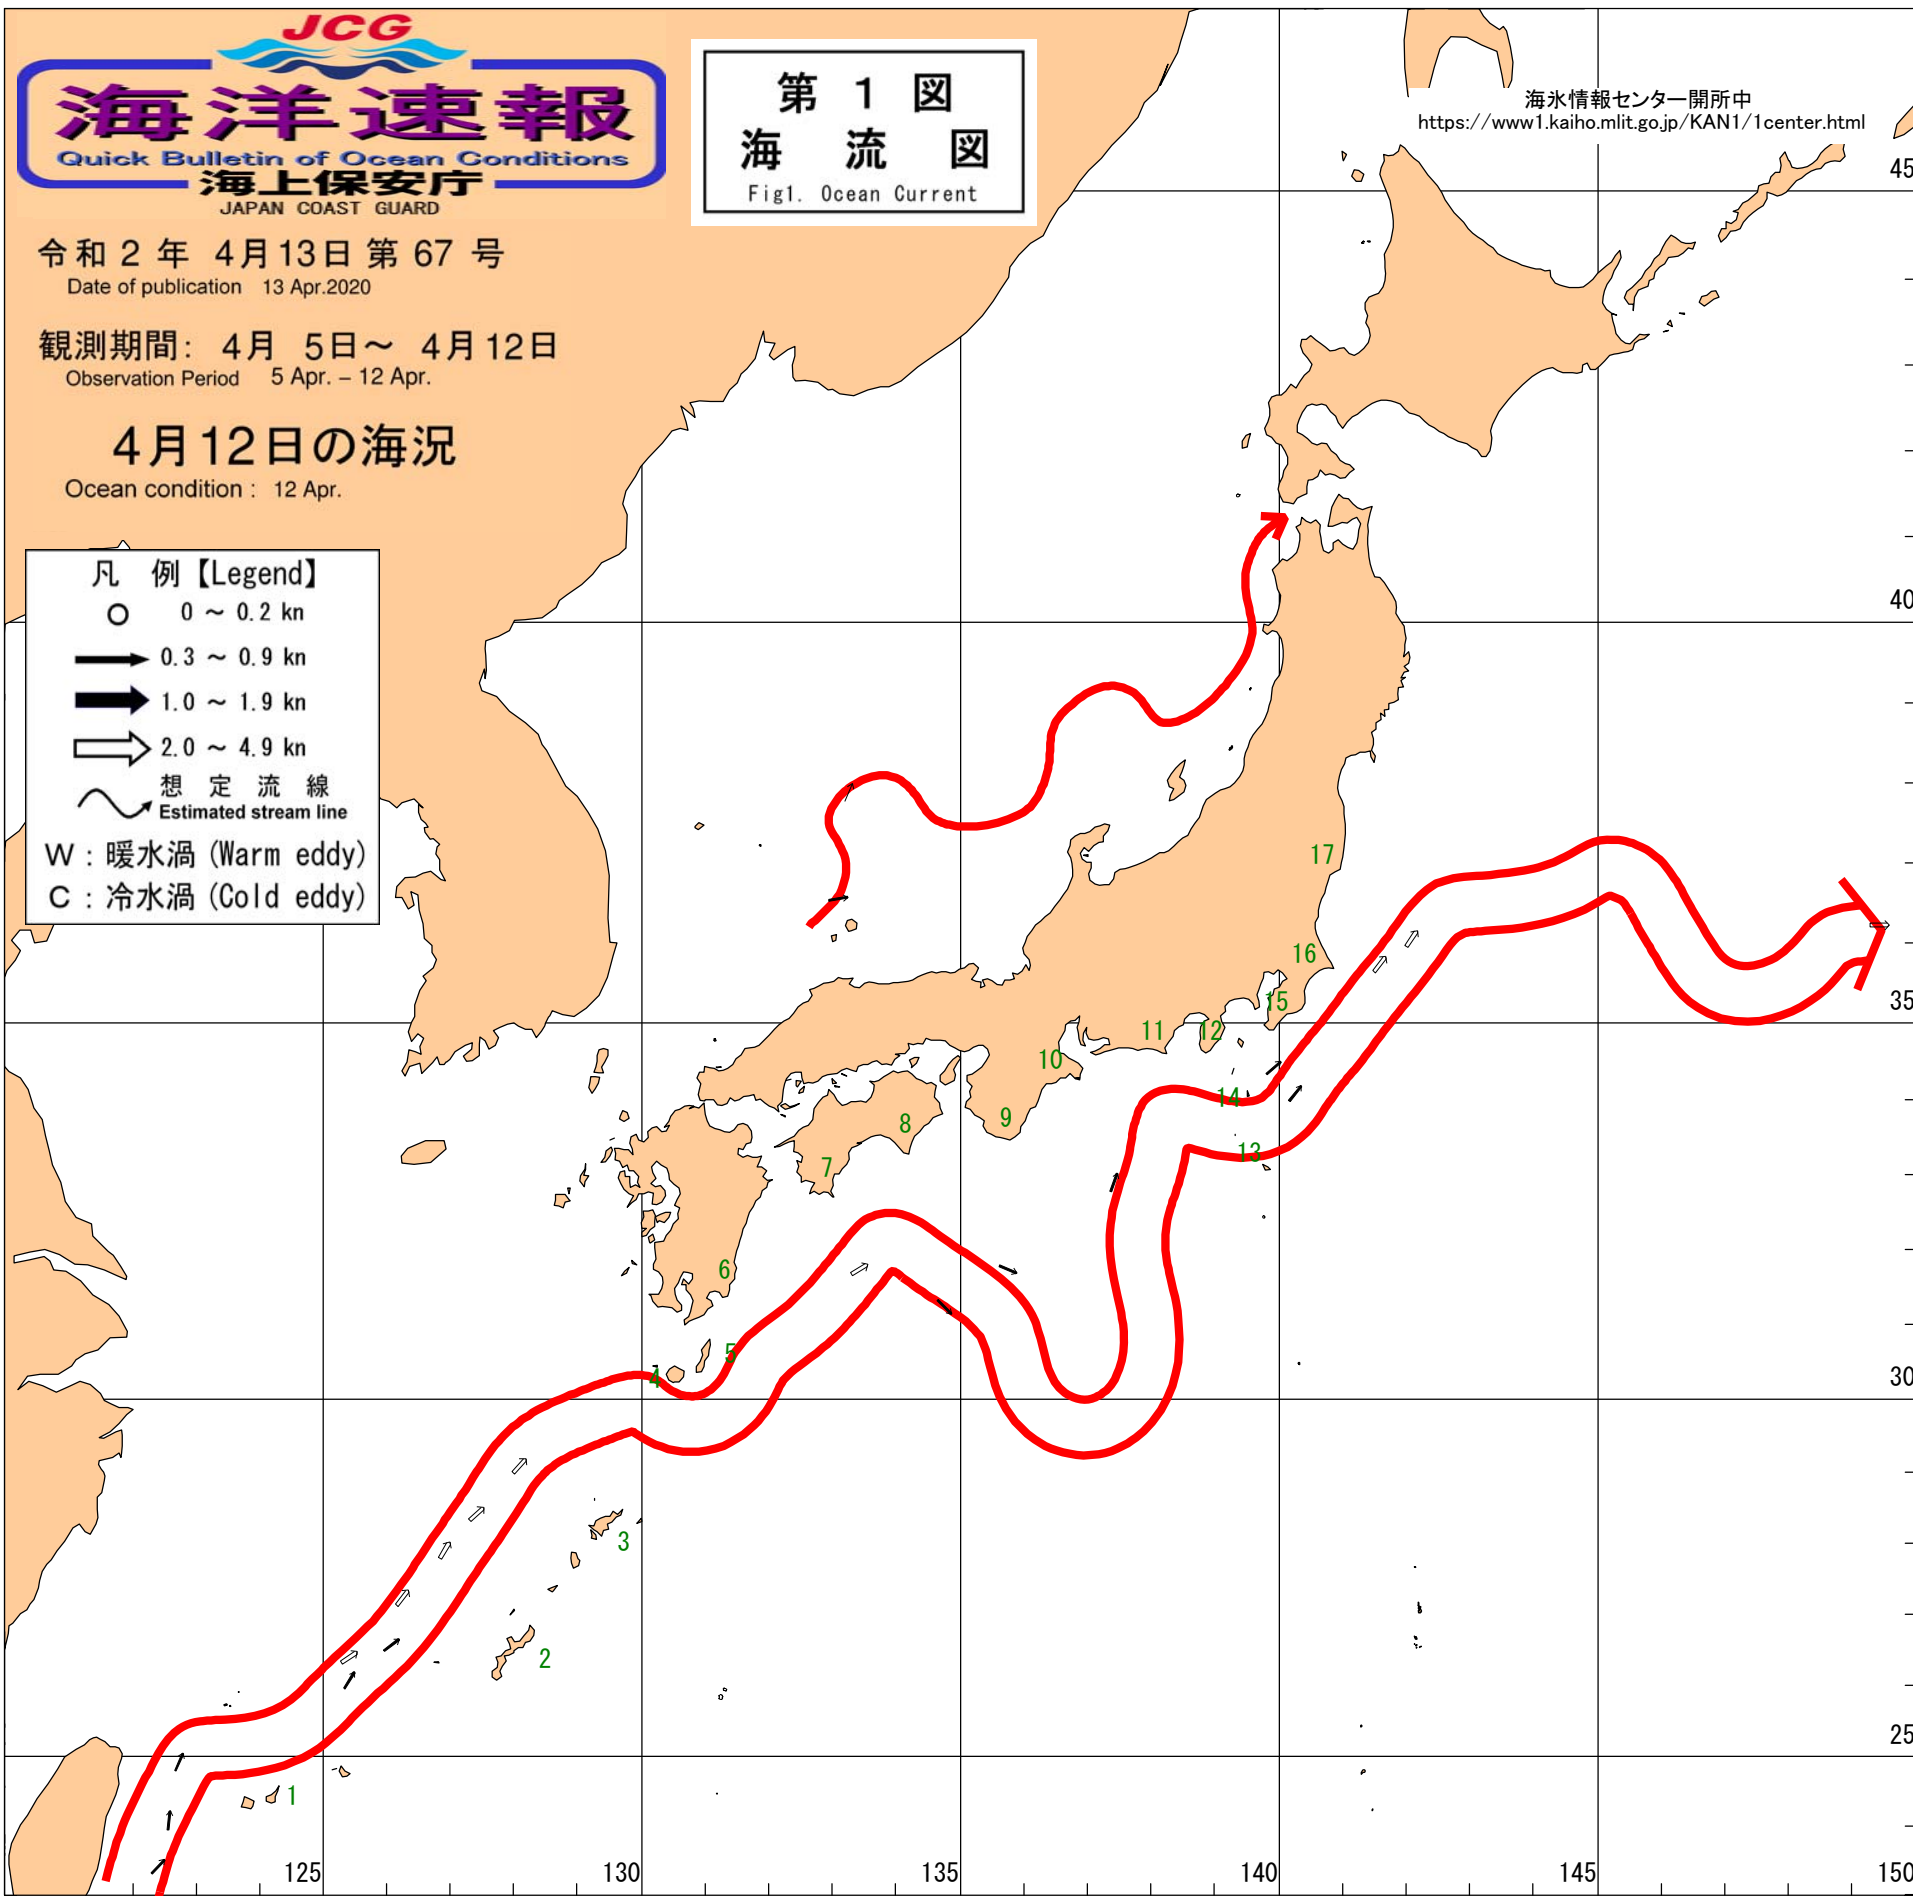 JCG
海洋速報
Quick Bulletin of Ocean Conditions
海上保安庁
JAPAN COAST GUARD
第 1 図
海 流 図
Fig1. Ocean Current
海氷情報センター開所中
https://www1.kaiho.mlit.go.jp/KAN1/1center.html
令和 2 年 4月13日 第 67 号
Date of publication 13 Apr.2020
観測期間: 4月 5日～ 4月12日
Observation Period 5 Apr. – 12 Apr.
4月12日の海況
Ocean condition : 12 Apr.
凡 例【Legend】
0 ～ 0.2 kn
0.3 ～ 0.9 kn
1.0 ～ 1.9 kn
2.0 ～ 4.9 kn
想 定 流 線
Estimated stream line
W : 暖水渦 (Warm eddy)
C : 冷水渦 (Cold eddy)
45
40
35
30
25
125
130
135
140
145
150
17
16
15
12
11
10
14
9
8
13
7
6
5
4
3
2
1